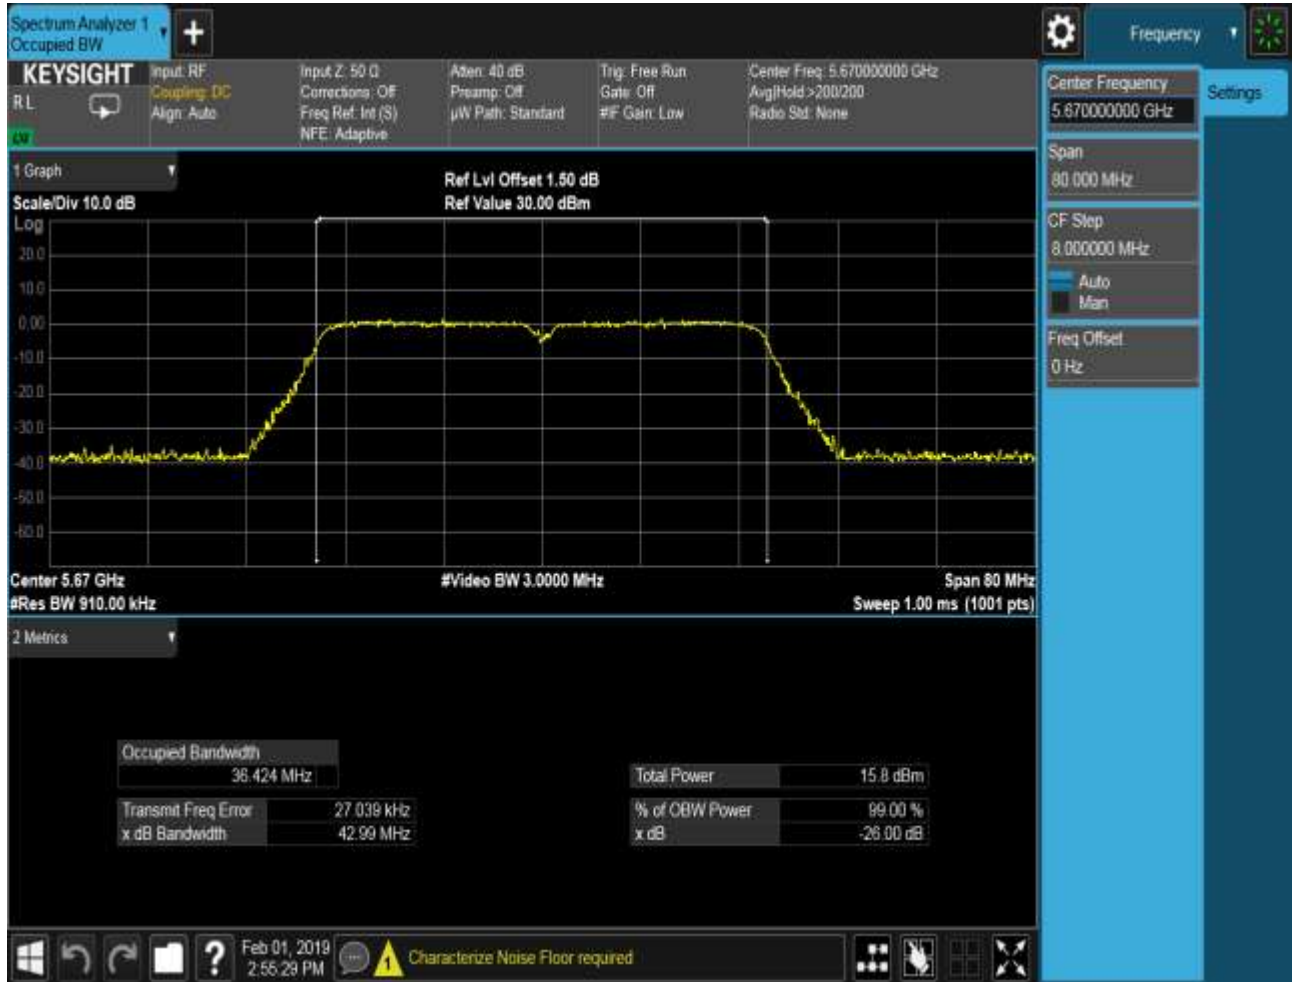 Spectrum Analyzer 1
Occupied BW
+
Frequency
KEYSIGHT
RL
Input: RF
Coupling: DC
Align: Auto
Input Z: 50 Ω
Corrections: Off
Freq Ref: Int (S)
NFE: Adaptive
Atten: 40 dB
Preamp: Off
µW Path: Standard
Trig: Free Run
Gate: Off
#IF Gain: Low
Center Freq: 5.670000000 GHz
Avg|Hold:>200/200
Radio Std: None
Center Frequency
5.670000000 GHz
Settings
Span
80.000 MHz
CF Step
8.000000 MHz
Auto
Man
Freq Offset
0 Hz
1 Graph
Scale/Div 10.0 dB
Ref Lvl Offset 1.50 dB
Ref Value 30.00 dBm
Log
20.0
10.0
0.00
-10.0
-20.0
-30.0
-40.0
-50.0
-60.0
Center 5.67 GHz
#Video BW 3.0000 MHz
Span 80 MHz
#Res BW 910.00 kHz
Sweep 1.00 ms (1001 pts)
2 Metrics
Occupied Bandwidth
36.424 MHz
Total Power 15.8 dBm
Transmit Freq Error 27.039 kHz
% of OBW Power 99.00 %
x dB Bandwidth 42.99 MHz
x dB -26.00 dB
?
Feb 01, 2019
2:55:29 PM
1
Characterize Noise Floor required